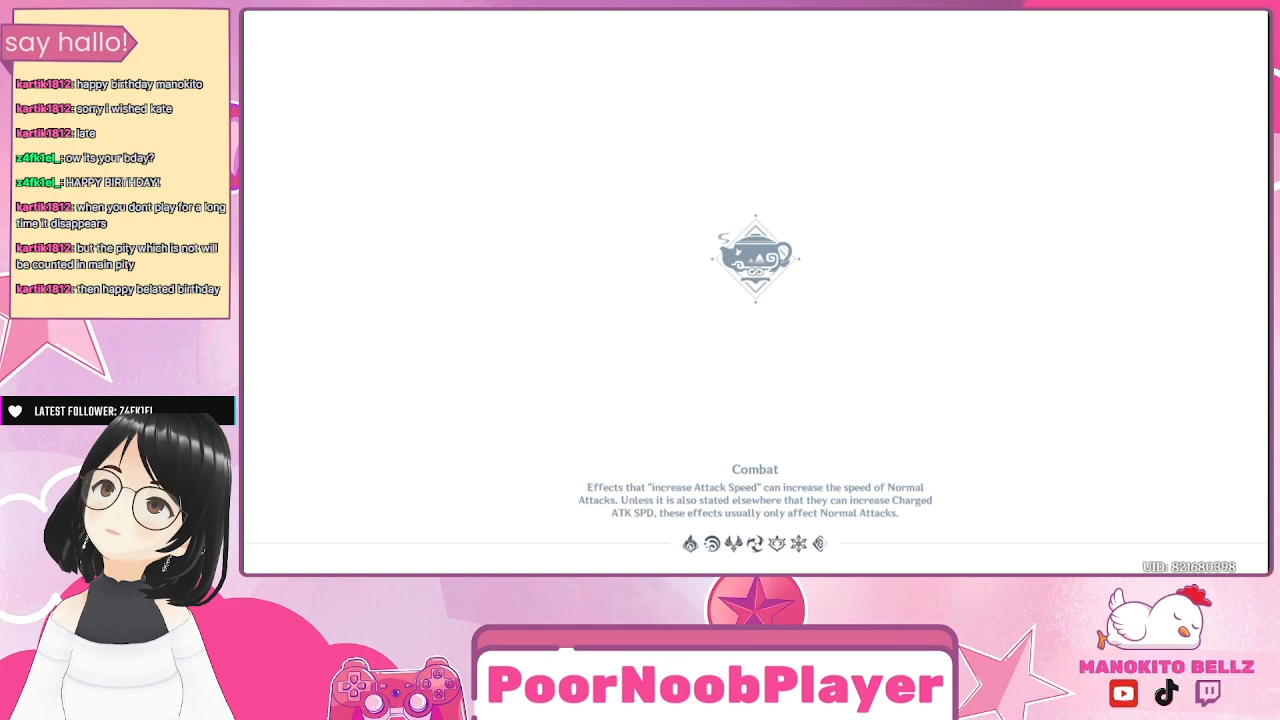 say hallo!
kartik1812: happy birthday manokito
kartik1812: sorry i wished kate
kartik1812: late
z4fk1el_: ow its your bday?
z4fk1el_: HAPPY BIRTHDAY!
kartik1812: when you dont play for a long
time it disappears
kartik1812: but the pity which is not will
be counted in main pity
kartik1812: then happy belated birthday
LATEST FOLLOWER: Z4FK1EL_
Combat
Effects that "increase Attack Speed" can increase the speed of Normal
Attacks. Unless it is also stated elsewhere that they can increase Charged
ATK SPD, these effects usually only affect Normal Attacks.
UID: 821680398
PoorNoobPlayer
MANOKITO BELLZ